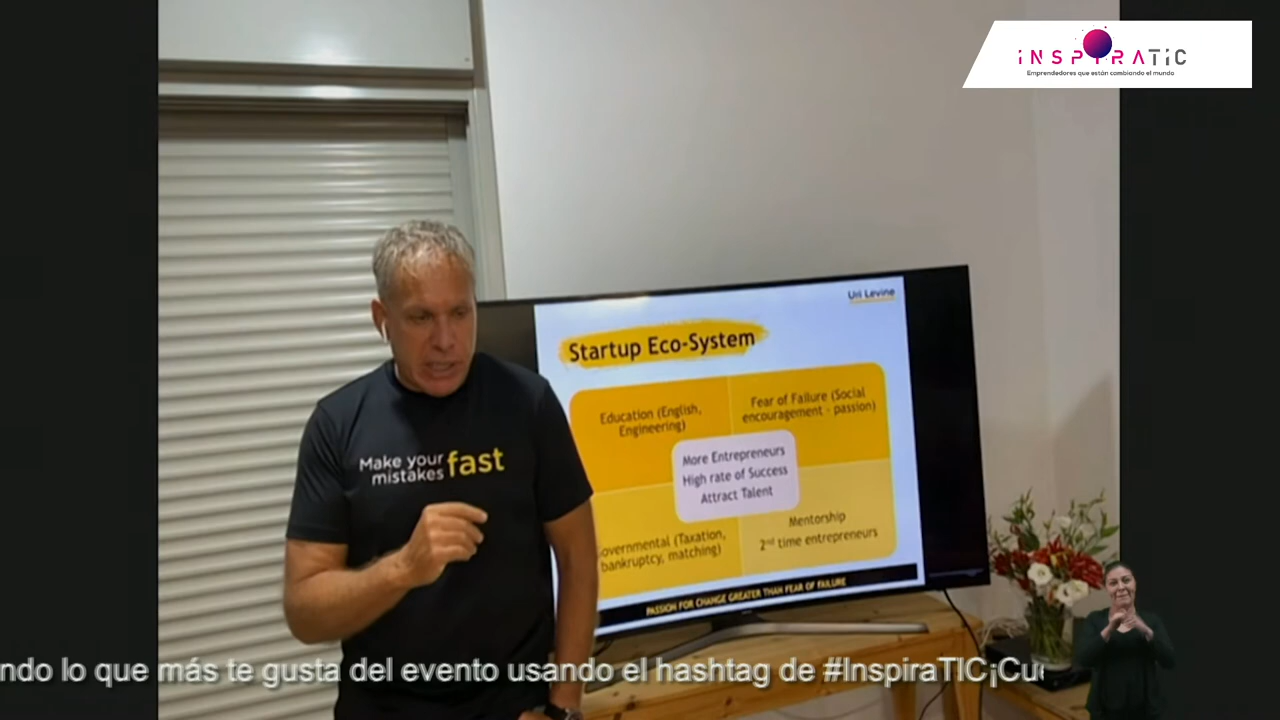 INSPIRATIC
Emprendedores que están cambiando el mundo
Uri Levine
Startup Eco-System
Education (English,
Engineering)
Fear of Failure (Social
encouragement - passion)
More Entrepreneurs
High rate of Success
Attract Talent
overnmental (Taxation,
bankruptcy, matching)
Mentorship
2nd time entrepreneurs
PASSION FOR CHANGE GREATER THAN FEAR OF FAILURE
Make your
mistakes fast
ndo lo que más te gusta del evento usando el hashtag de #InspiraTIC¡Cu